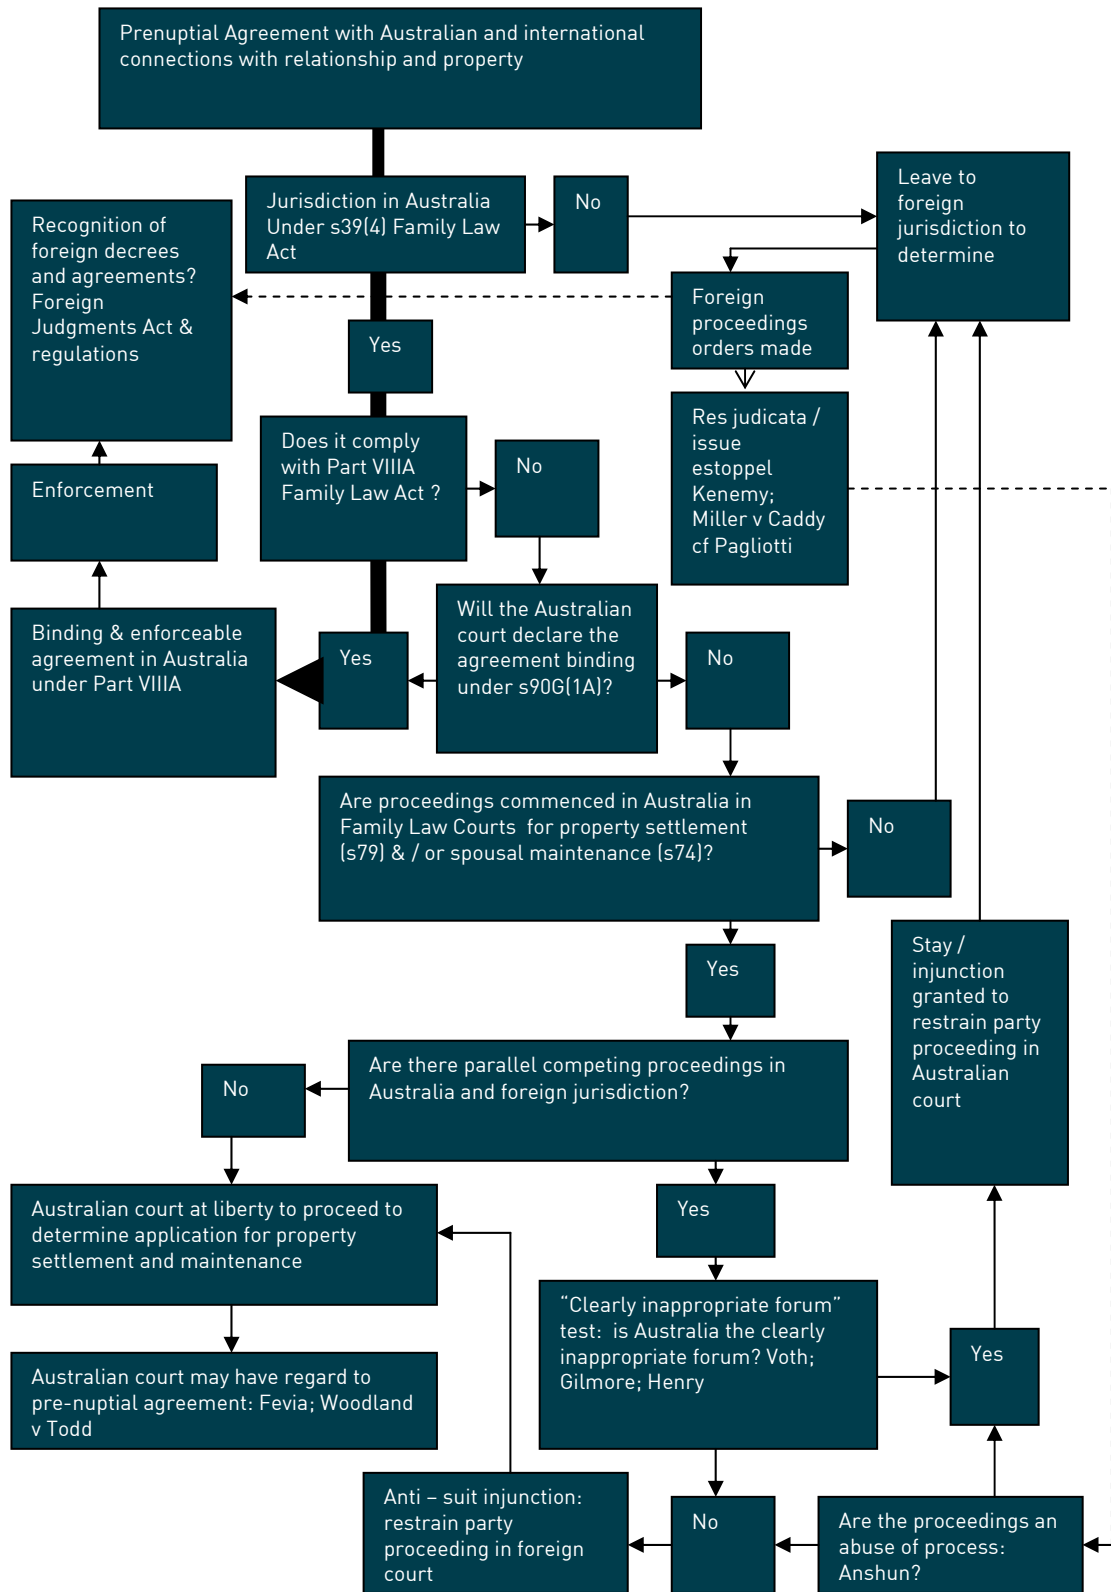 Prenuptial Agreement with Australian and international
connections with relationship and property
Jurisdiction in Australia
Under s39(4) Family Law
Act
No
Leave to
foreign
jurisdiction to
determine
Recognition of
foreign decrees
and agreements?
Foreign
Judgments Act &
regulations
Foreign
proceedings
orders made
Yes
Res judicata /
issue
estoppel
Kenemy;
Miller v Caddy
cf Pagliotti
Does it comply
with Part VIIIA
Family Law Act ?
No
Enforcement
Will the Australian
court declare the
agreement binding
under s90G(1A)?
Binding & enforceable
agreement in Australia
under Part VIIIA
Yes
No
Are proceedings commenced in Australia in
Family Law Courts  for property settlement
(s79) & / or spousal maintenance (s74)?
No
Stay /
injunction
granted to
restrain party
proceeding in
Australian
court
Yes
Are there parallel competing proceedings in
Australia and foreign jurisdiction?
No
Australian court at liberty to proceed to
determine application for property
settlement and maintenance
Yes
“Clearly inappropriate forum”
test:  is Australia the clearly
inappropriate forum? Voth;
Gilmore; Henry
Yes
Australian court may have regard to
pre-nuptial agreement: Fevia; Woodland
v Todd
Anti – suit injunction:
restrain party
proceeding in foreign
court
No
Are the proceedings an
abuse of process:
Anshun?